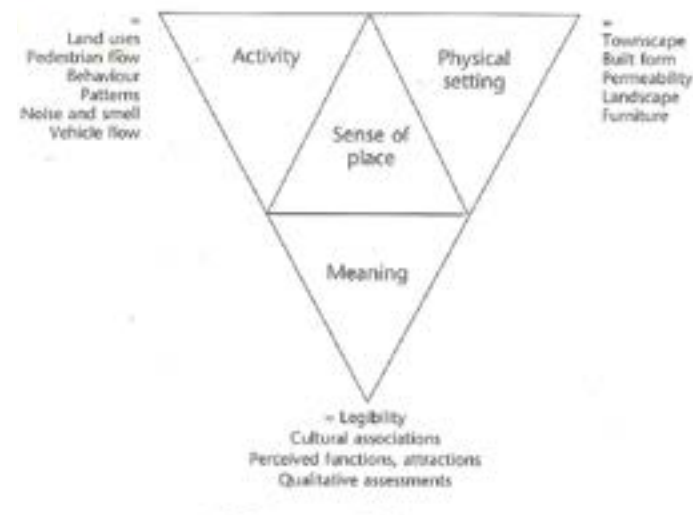 =
Land uses
Pedestrian flow
Behaviour
Patterns
Noise and smell
Vehicle flow
Activity
Physical
setting
Sense of
place
Meaning
=
Townscape
Built form
Permeability
Landscape
Furniture
= Legibility
Cultural associations
Perceived functions, attractions
Qualitative assessments